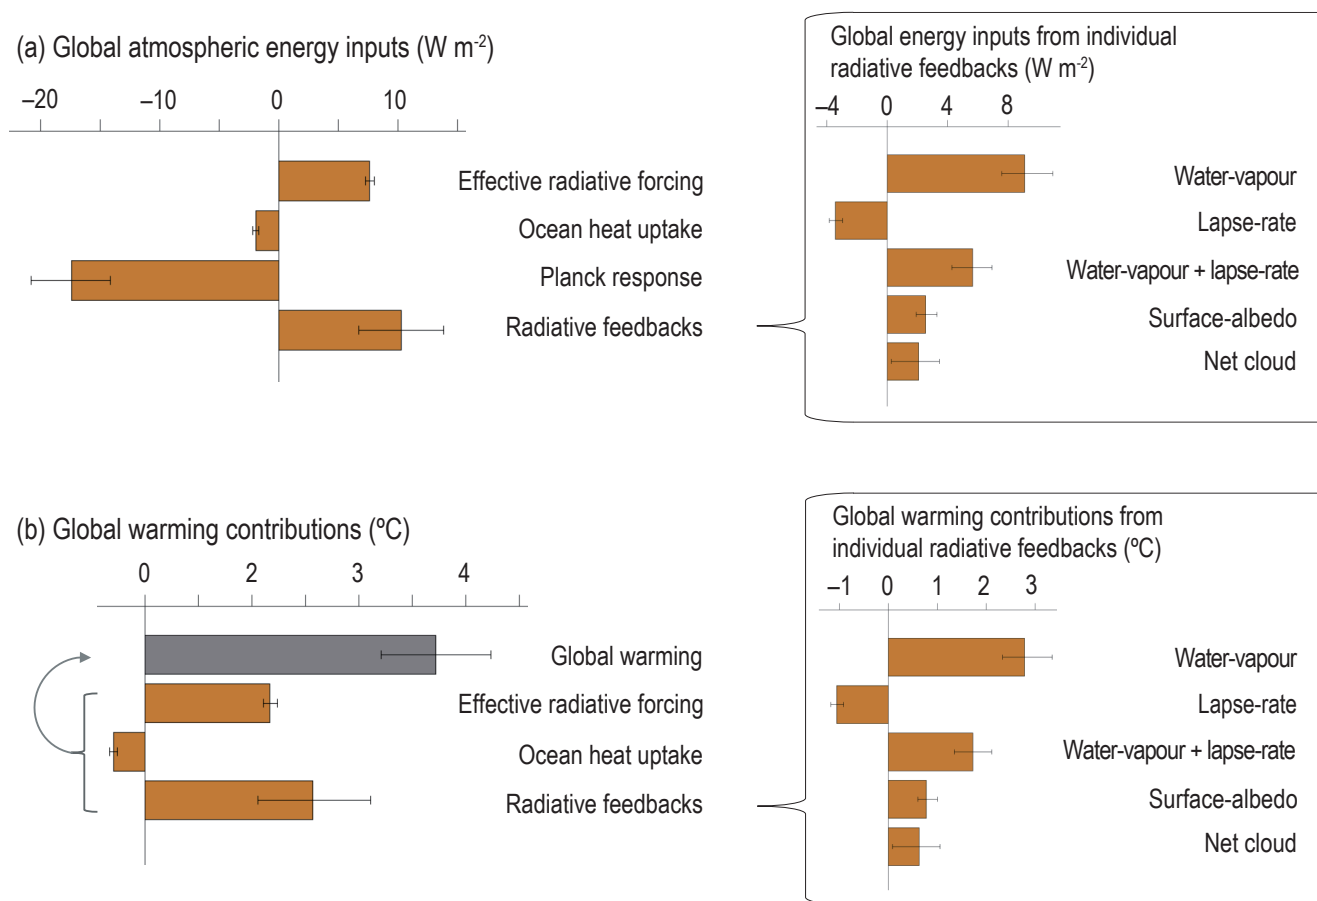 (a) Global atmospheric energy inputs (W m⁻²)
–20 –10 0 10
Effective radiative forcing
Ocean heat uptake
Planck response
Radiative feedbacks
Global energy inputs from individual
radiative feedbacks (W m⁻²)
–4 0 4 8
Water-vapour
Lapse-rate
Water-vapour + lapse-rate
Surface-albedo
Net cloud
(b) Global warming contributions (ºC)
0 2 3 4
Global warming
Effective radiative forcing
Ocean heat uptake
Radiative feedbacks
Global warming contributions from
individual radiative feedbacks (ºC)
–1 0 1 2 3
Water-vapour
Lapse-rate
Water-vapour + lapse-rate
Surface-albedo
Net cloud